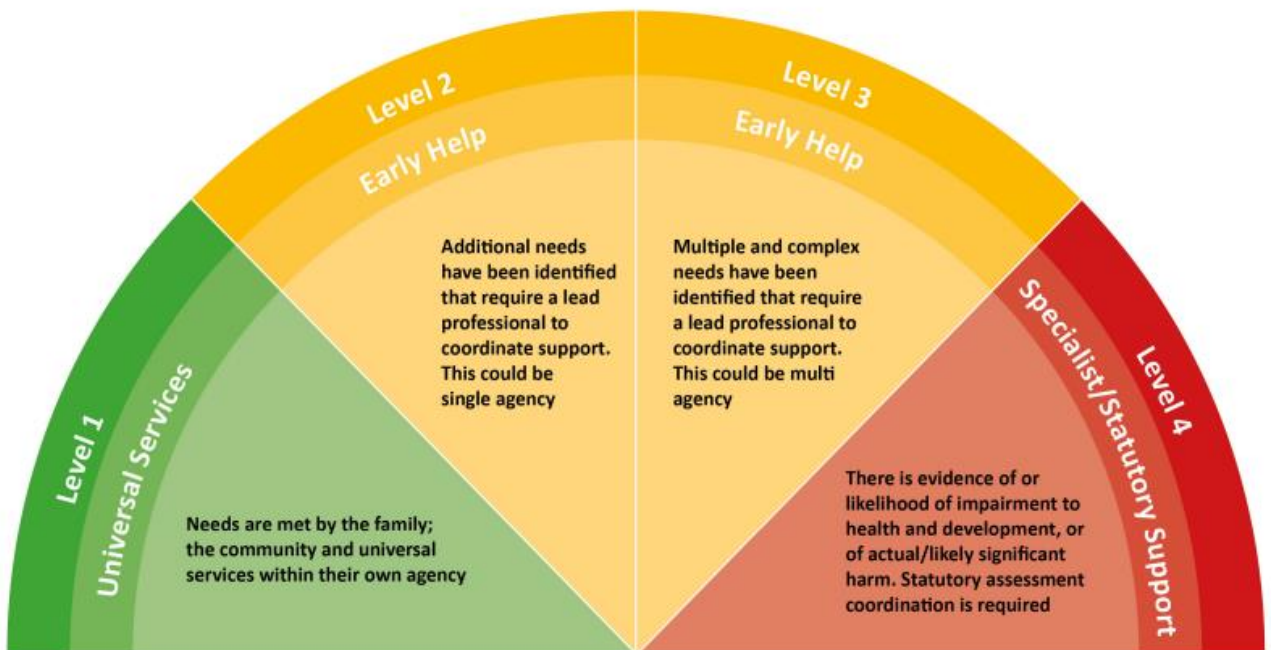 Level 1
Universal Services
Needs are met by the family;
the community and universal
services within their own agency
Level 2
Early Help
Additional needs
have been identified
that require a lead
professional to
coordinate support.
This could be
single agency
Level 3
Early Help
Multiple and complex
needs have been
identified that require
a lead professional to
coordinate support.
This could be multi
agency
Level 4
Specialist/Statutory Support
There is evidence of or
likelihood of impairment to
health and development, or
of actual/likely significant
harm. Statutory assessment
coordination is required